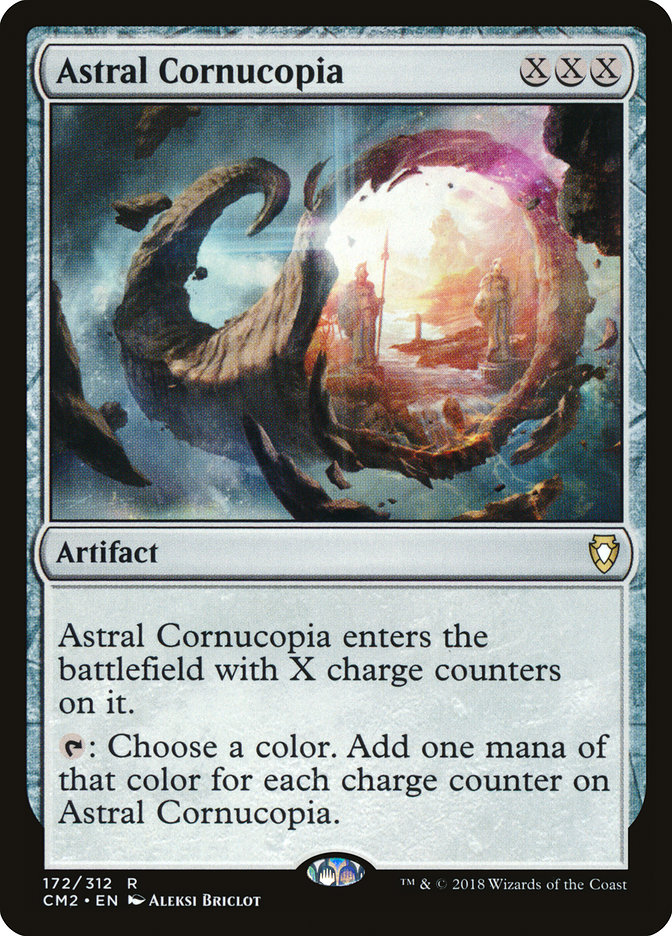 Astral Cornucopia XXX
Artifact
Astral Cornucopia enters the
battlefield with X charge counters
on it.
: Choose a color. Add one mana of
that color for each charge counter on
Astral Cornucopia.
172/312 R
CM2 • EN Aleksi Briclot
™ & © 2018 Wizards of the Coast